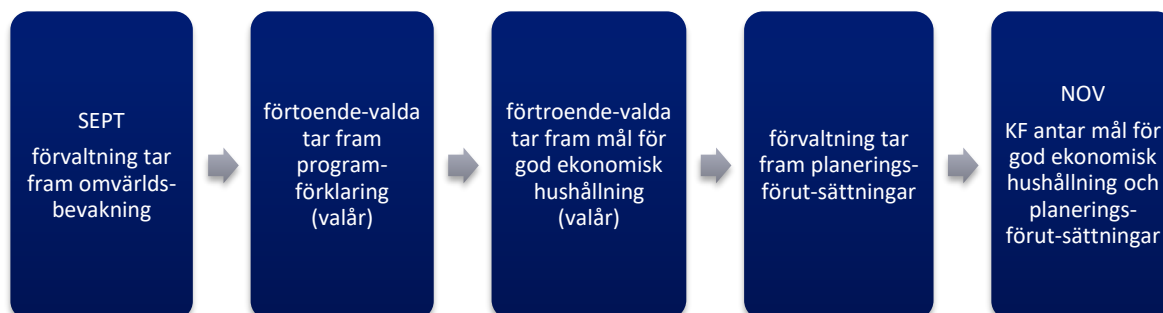 SEPT
förvaltning tar
fram omvärlds-
bevakning
förtoende-valda
tar fram
program-
förklaring
(valår)
förtroende-valda
tar fram mål för
god ekonomisk
hushållning
(valår)
förvaltning tar
fram planerings-
förut-sättningar
NOV
KF antar mål för
god ekonomisk
hushållning och
planerings-
förut-sättningar